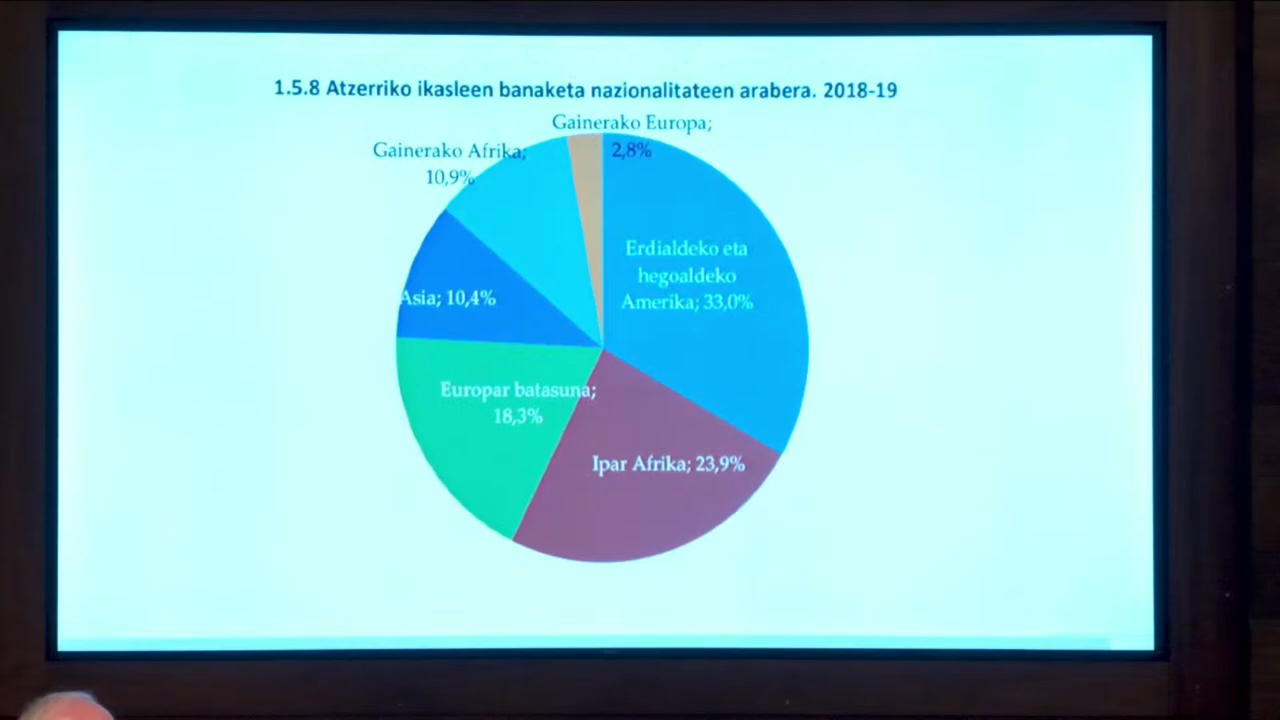 1.5.8 Atzerriko ikasleen banaketa nazionalitateen arabera. 2018-19
Gainerako Europa;
2,8%
Gainerako Afrika;
10,9%
Erdialdeko eta
hegoaldeko
Amerika; 33,0%
Asia; 10,4%
Europar batasuna;
18,3%
Ipar Afrika; 23,9%